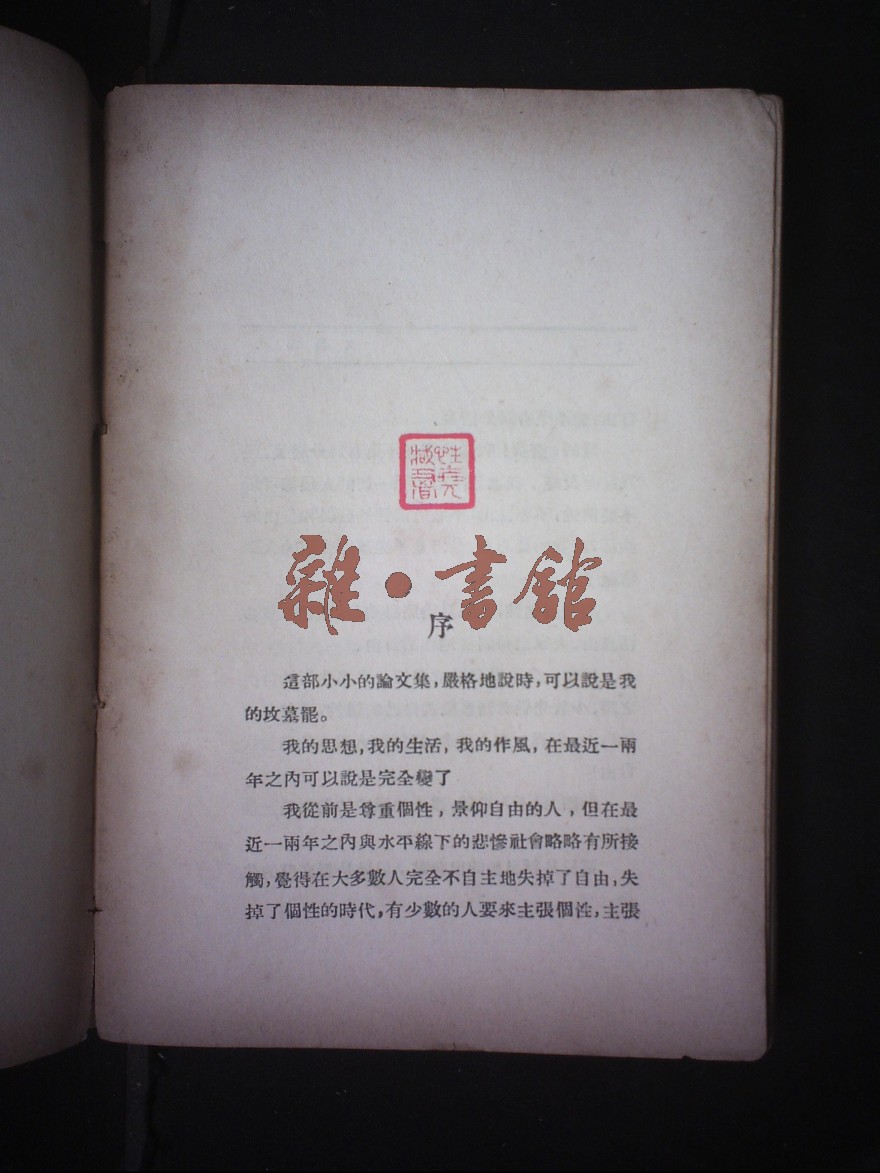 雜·書館
序
這部小小的論文集，嚴格地說時，可以說是我
的坟墓罷。
我的思想，我的生活，我的作風，在最近一兩
年之內可以說是完全變了
我從前是尊重個性，景仰自由的人，但在最
近一兩年之內與水平線下的悲慘社會略略有所接
觸，覺得在大多數人完全不自主地失掉了自由，失
掉了個性的時代，有少數的人要來主張個性，主張